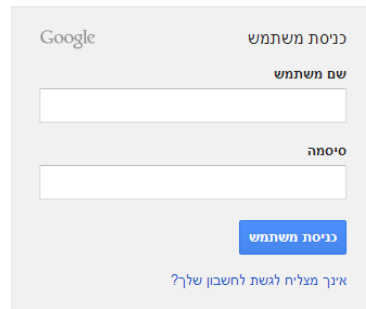 כניסת משתמש Google
שם משתמש
סיסמה
כניסת משתמש
אינך מצליח לגשת לחשבון שלך?